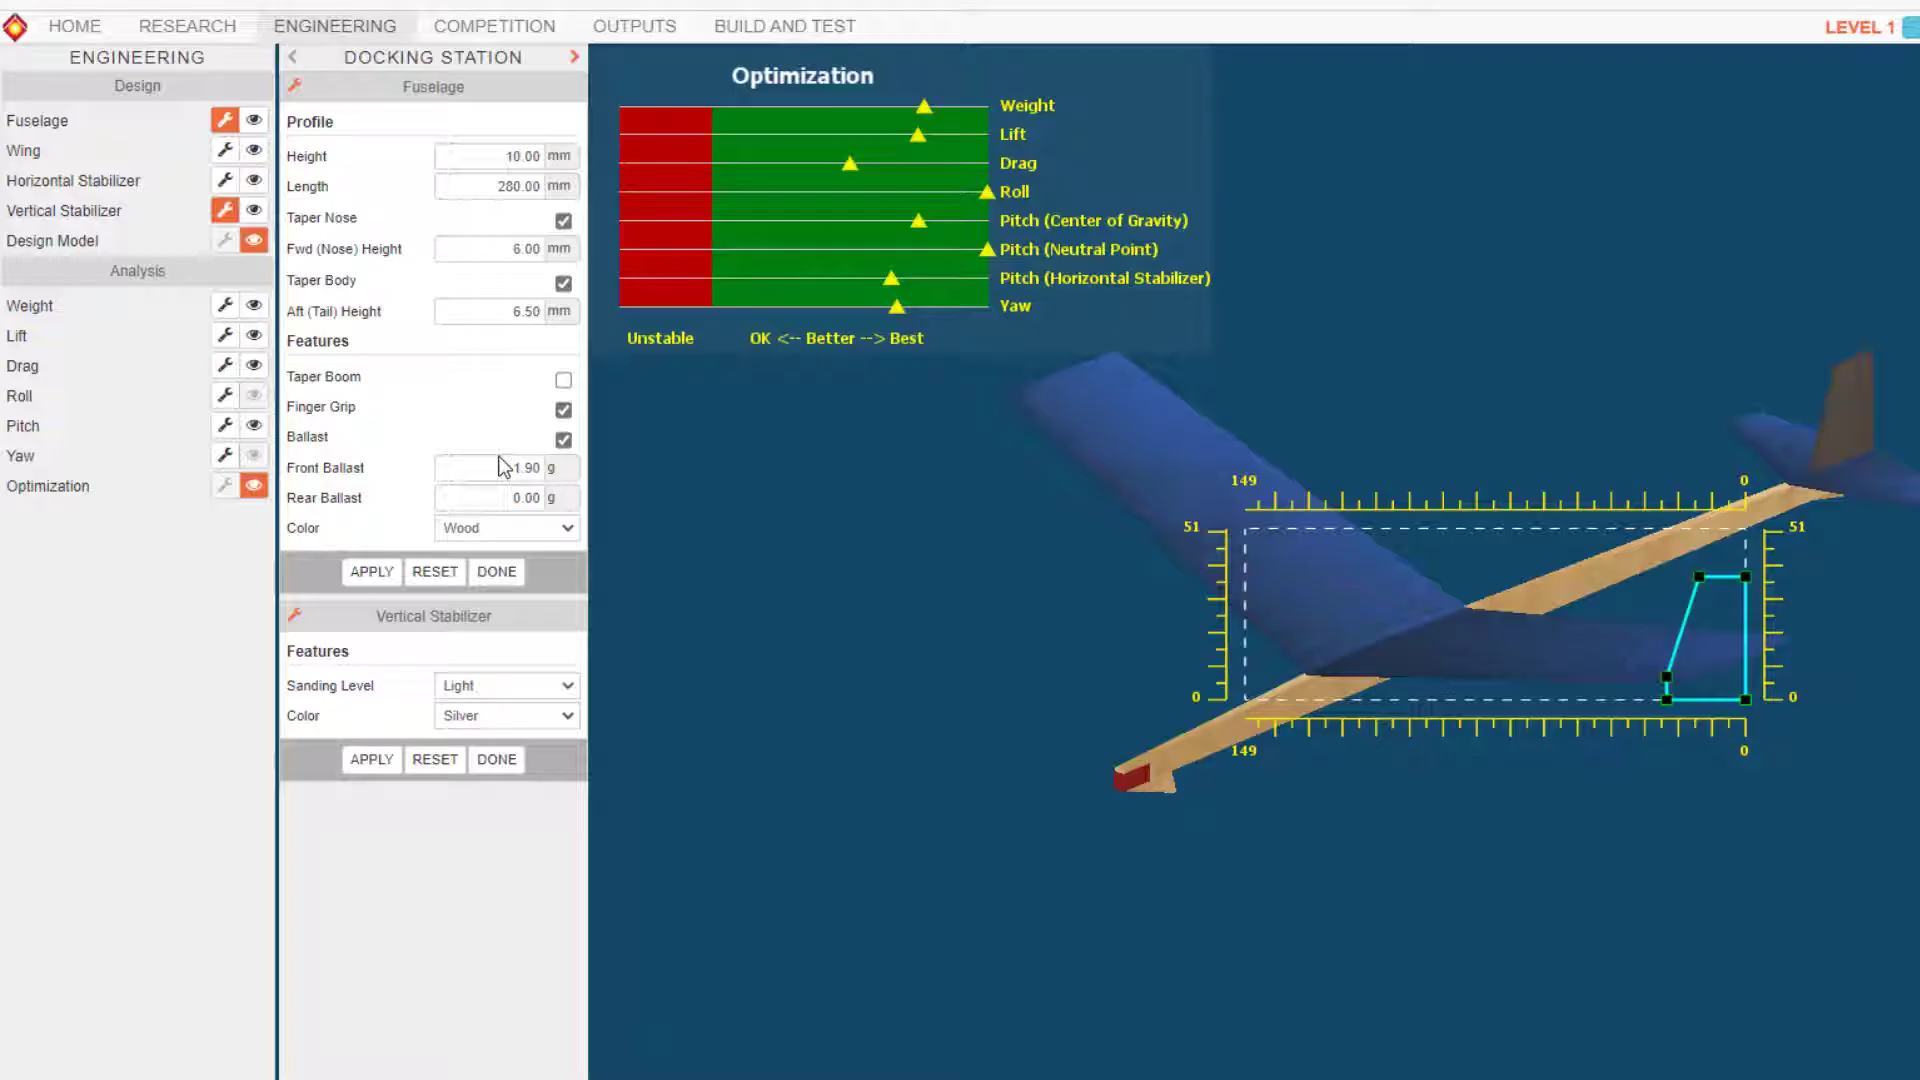 HOME RESEARCH ENGINEERING COMPETITION OUTPUTS BUILD AND TEST LEVEL 1
ENGINEERING
Design
Fuselage
Wing
Horizontal Stabilizer
Vertical Stabilizer
Design Model
Analysis
Weight
Lift
Drag
Roll
Pitch
Yaw
Optimization
DOCKING STATION
Fuselage
Profile
Height 10.00 mm
Length 280.00 mm
Taper Nose
Fwd (Nose) Height 6.00 mm
Taper Body
Aft (Tail) Height 6.50 mm
Features
Taper Boom
Finger Grip
Ballast
Front Ballast 1.90 g
Rear Ballast 0.00 g
Color Wood
APPLY RESET DONE
Vertical Stabilizer
Features
Sanding Level Light
Color Silver
APPLY RESET DONE
Optimization
Weight
Lift
Drag
Roll
Pitch (Center of Gravity)
Pitch (Neutral Point)
Pitch (Horizontal Stabilizer)
Yaw
Unstable OK <-- Better --> Best
149 0
51 51
0 0
149 0